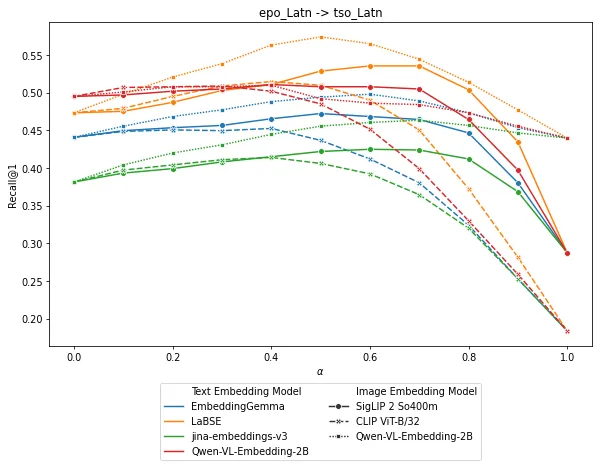 epo_Latn -> tso_Latn
Recall@1
0.55
0.50
0.45
0.40
0.35
0.30
0.25
0.20
0.0 0.2 0.4 0.6 0.8 1.0
α
Text Embedding Model
EmbeddingGemma
LaBSE
jina-embeddings-v3
Qwen-VL-Embedding-2B
Image Embedding Model
SigLIP 2 So400m
CLIP ViT-B/32
Qwen-VL-Embedding-2B